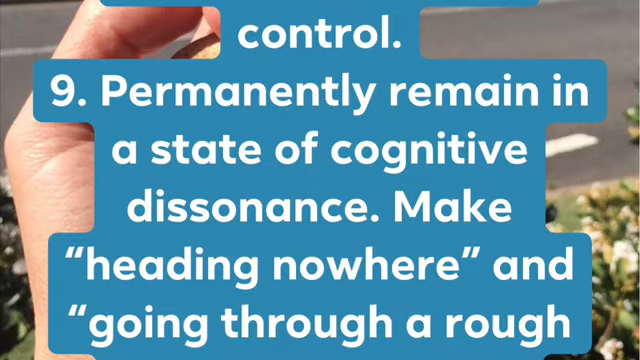 control.
9. Permanently remain in
a state of cognitive
dissonance. Make
“heading nowhere” and
“going through a rough